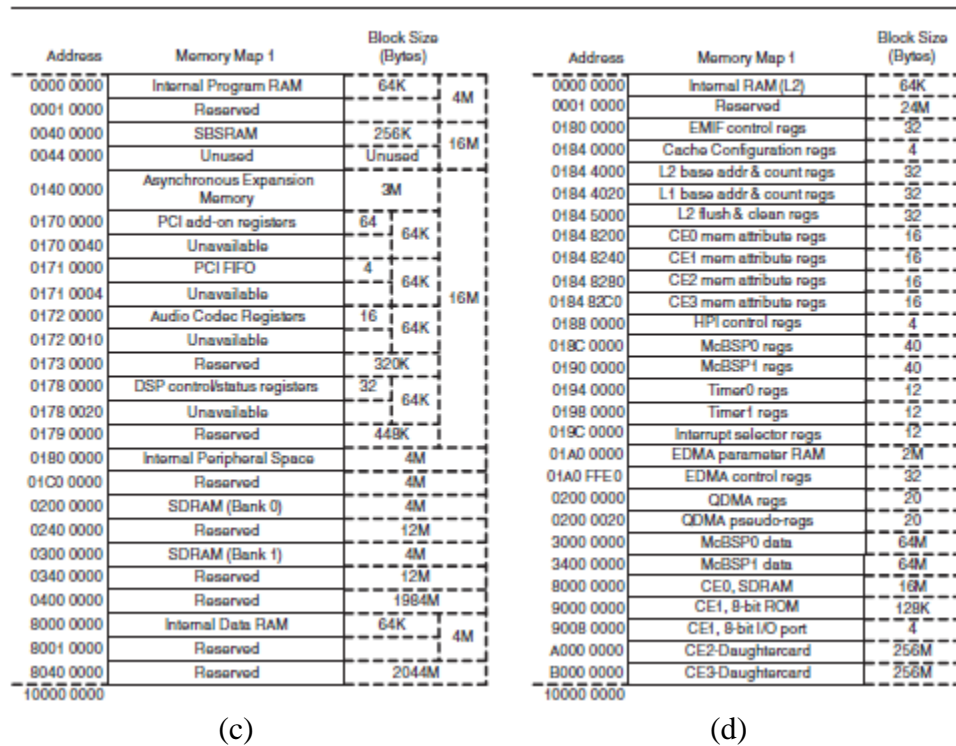 Address Memory Map 1 Block Size (Bytes)
0000 0000 Internal Program RAM 64K 4M
0001 0000 Reserved
0040 0000 SBSRAM 256K 16M
0044 0000 Unused Unused
0140 0000 Asynchronous Expansion Memory 3M 16M
0170 0000 PCI add-on registers 64 64K
0170 0040 Unavailable
0171 0000 PCI FIFO 4 64K
0171 0004 Unavailable
0172 0000 Audio Codec Registers 16 64K
0172 0010 Unavailable
0173 0000 Reserved 320K
0178 0000 DSP control/status registers 32 64K
0178 0020 Unavailable
0179 0000 Reserved 448K
0180 0000 Internal Peripheral Space 4M
01C0 0000 Reserved 4M
0200 0000 SDRAM (Bank 0) 4M
0240 0000 Reserved 12M
0300 0000 SDRAM (Bank 1) 4M
0340 0000 Reserved 12M
0400 0000 Reserved 1984M
8000 0000 Internal Data RAM 64K 4M
8001 0000 Reserved
8040 0000 Reserved 2044M
10000 0000
(c)
Address Memory Map 1 Block Size (Bytes)
0000 0000 Internal RAM (L2) 64K
0001 0000 Reserved 24M
0180 0000 EMIF control regs 32
0184 0000 Cache Configuration regs 4
0184 4000 L2 base addr & count regs 32
0184 4020 L1 base addr & count regs 32
0184 5000 L2 flush & clean regs 32
0184 8200 CE0 mem attribute regs 16
0184 8240 CE1 mem attribute regs 16
0184 8280 CE2 mem attribute regs 16
0184 82C0 CE3 mem attribute regs 16
0188 0000 HPI control regs 4
018C 0000 McBSP0 regs 40
0190 0000 McBSP1 regs 40
0194 0000 Timer0 regs 12
0198 0000 Timer1 regs 12
019C 0000 Interrupt selector regs 12
01A0 0000 EDMA parameter RAM 2M
01A0 FFE0 EDMA control regs 32
0200 0000 QDMA regs 20
0200 0020 QDMA pseudo-regs 20
3000 0000 McBSP0 data 64M
3400 0000 McBSP1 data 64M
8000 0000 CE0, SDRAM 16M
9000 0000 CE1, 8-bit ROM 128K
9008 0000 CE1, 8-bit I/O port 4
A000 0000 CE2-Daughtercard 256M
B000 0000 CE3-Daughtercard 256M
10000 0000
(d)